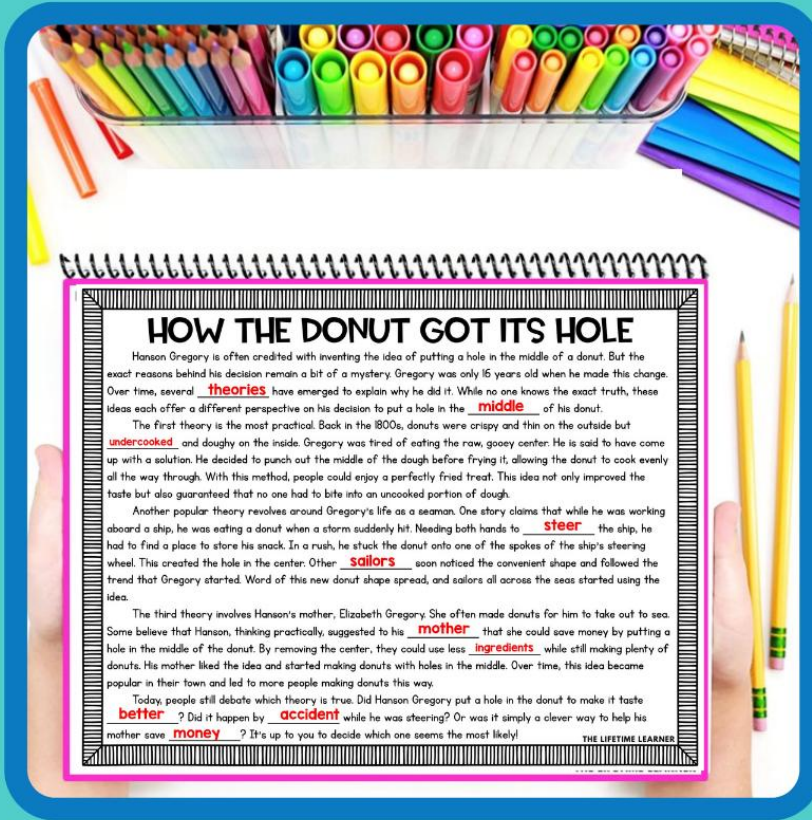 HOW THE DONUT GOT ITS HOLE
Hanson Gregory is often credited with inventing the idea of putting a hole in the middle of a donut. But the
exact reasons behind his decision remain a bit of a mystery. Gregory was only 16 years old when he made this change.
Over time, several theories have emerged to explain why he did it. While no one knows the exact truth, these
ideas each offer a different perspective on his decision to put a hole in the middle of his donut.
The first theory is the most practical. Back in the 1800s, donuts were crispy and thin on the outside but
undercooked and doughy on the inside. Gregory was tired of eating the raw, gooey center. He is said to have come
up with a solution. He decided to punch out the middle of the dough before frying it, allowing the donut to cook evenly
all the way through. With this method, people could enjoy a perfectly fried treat. This idea not only improved the
taste but also guaranteed that no one had to bite into an uncooked portion of dough.
Another popular theory revolves around Gregory's life as a seaman. One story claims that while he was working
aboard a ship, he was eating a donut when a storm suddenly hit. Needing both hands to steer the ship, he
had to find a place to store his snack. In a rush, he stuck the donut onto one of the spokes of the ship's steering
wheel. This created the hole in the center. Other sailors soon noticed the convenient shape and followed the
trend that Gregory started. Word of this new donut shape spread, and sailors all across the seas started using the
idea.
The third theory involves Hanson's mother, Elizabeth Gregory. She often made donuts for him to take out to sea.
Some believe that Hanson, thinking practically, suggested to his mother that she could save money by putting a
hole in the middle of the donut. By removing the center, they could use less ingredients while still making plenty of
donuts. His mother liked the idea and started making donuts with holes in the middle. Over time, this idea became
popular in their town and led to more people making donuts this way.
Today, people still debate which theory is true. Did Hanson Gregory put a hole in the donut to make it taste
better ? Did it happen by accident while he was steering? Or was it simply a clever way to help his
mother save money ? It's up to you to decide which one seems the most likely!
THE LIFETIME LEARNER